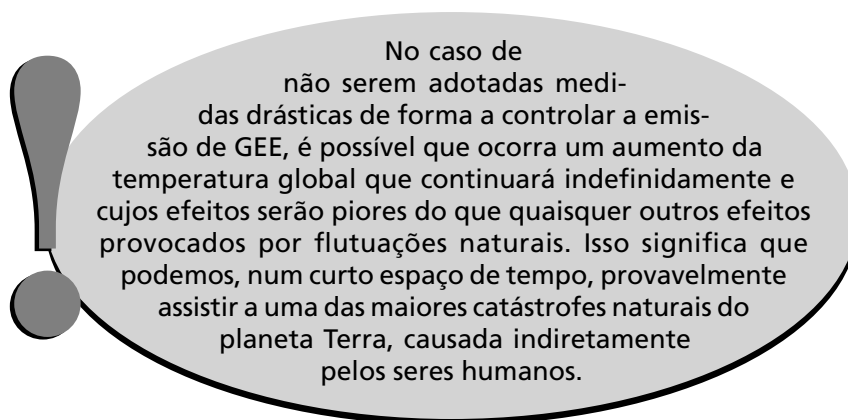 No caso de
não serem adotadas medi-
das drásticas de forma a controlar a emis-
são de GEE, é possível que ocorra um aumento da
temperatura global que continuará indefinidamente e
cujos efeitos serão piores do que quaisquer outros efeitos
provocados por flutuações naturais. Isso significa que
podemos, num curto espaço de tempo, provavelmente
assistir a uma das maiores catástrofes naturais do
planeta Terra, causada indiretamente
pelos seres humanos.